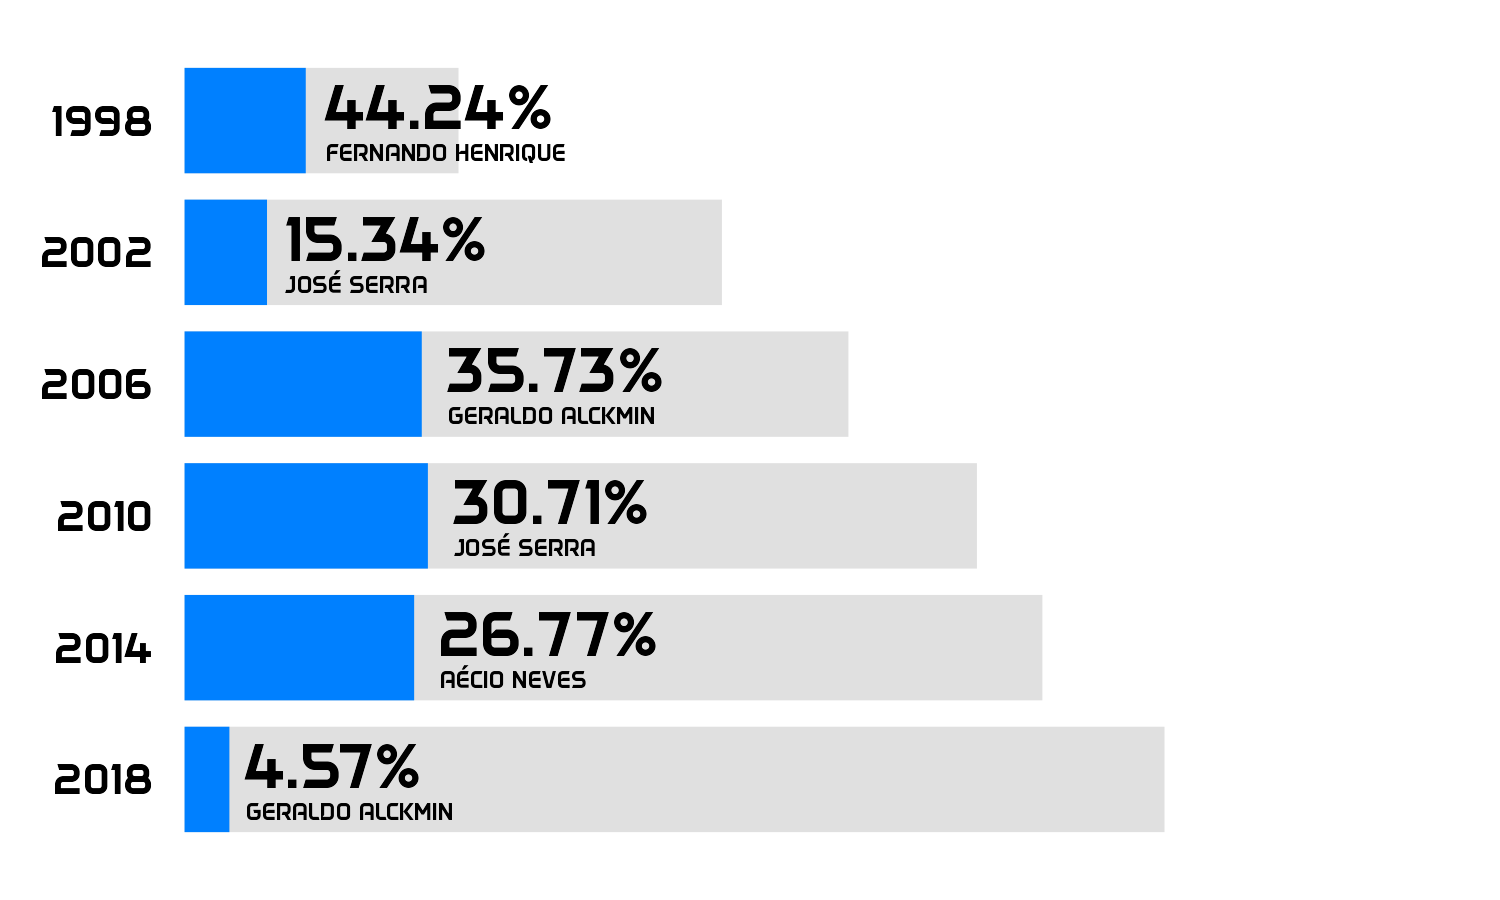 1998
44.24%
FERNANDO HENRIQUE
2002
15.34%
JOSÉ SERRA
2006
35.73%
GERALDO ALCKMIN
2010
30.71%
JOSÉ SERRA
2014
26.77%
AÉCIO NEVES
2018
4.57%
GERALDO ALCKMIN